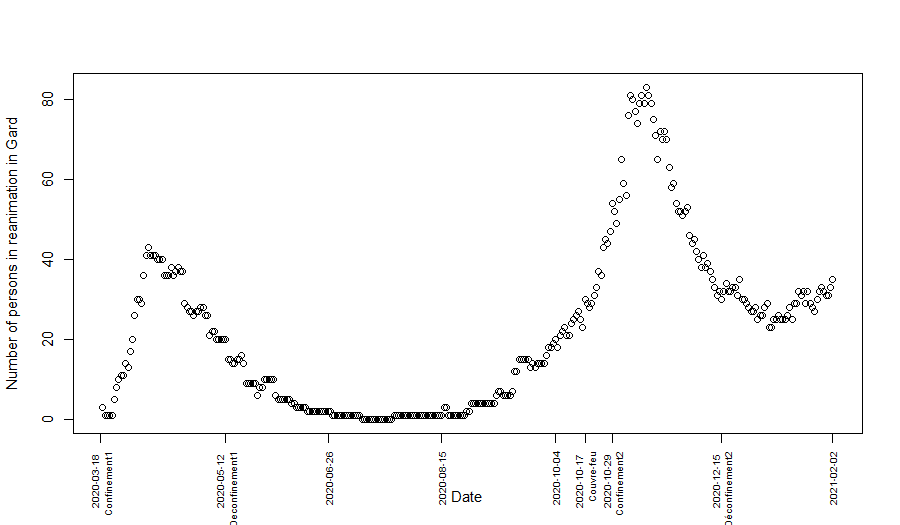 Number of persons in reanimation in Gard
80
60
40
20
0
2020-03-18
Confinement1
2020-05-12
Deconfinement1
2020-06-26
2020-08-15
2020-10-04
2020-10-17
Couvre-feu
2020-10-29
Confinement2
2020-12-15
Déconfinement2
2021-02-02
Date